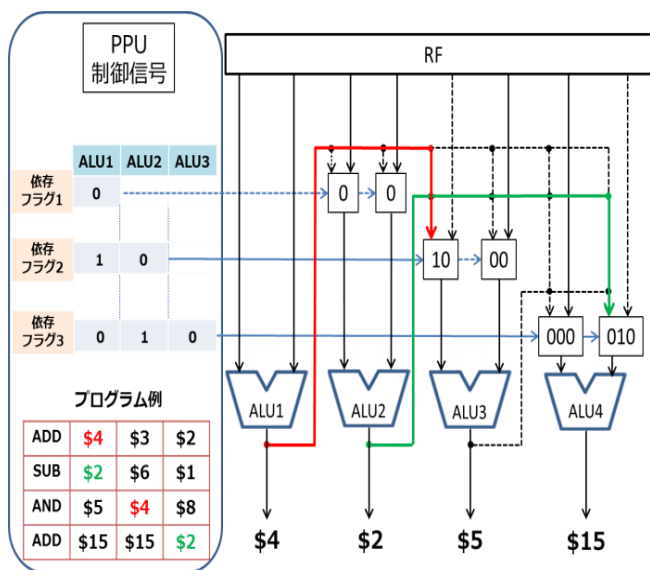 PPU
制御信号
RF
ALU1 ALU2 ALU3
依存
フラグ1
0
0 0
依存
フラグ2
1 0
10 00
依存
フラグ3
0 1 0
000 010
プログラム例
ADD $4 $3 $2
SUB $2 $6 $1
AND $5 $4 $8
ADD $15 $15 $2
ALU1 ALU2 ALU3 ALU4
$4 $2 $5 $15